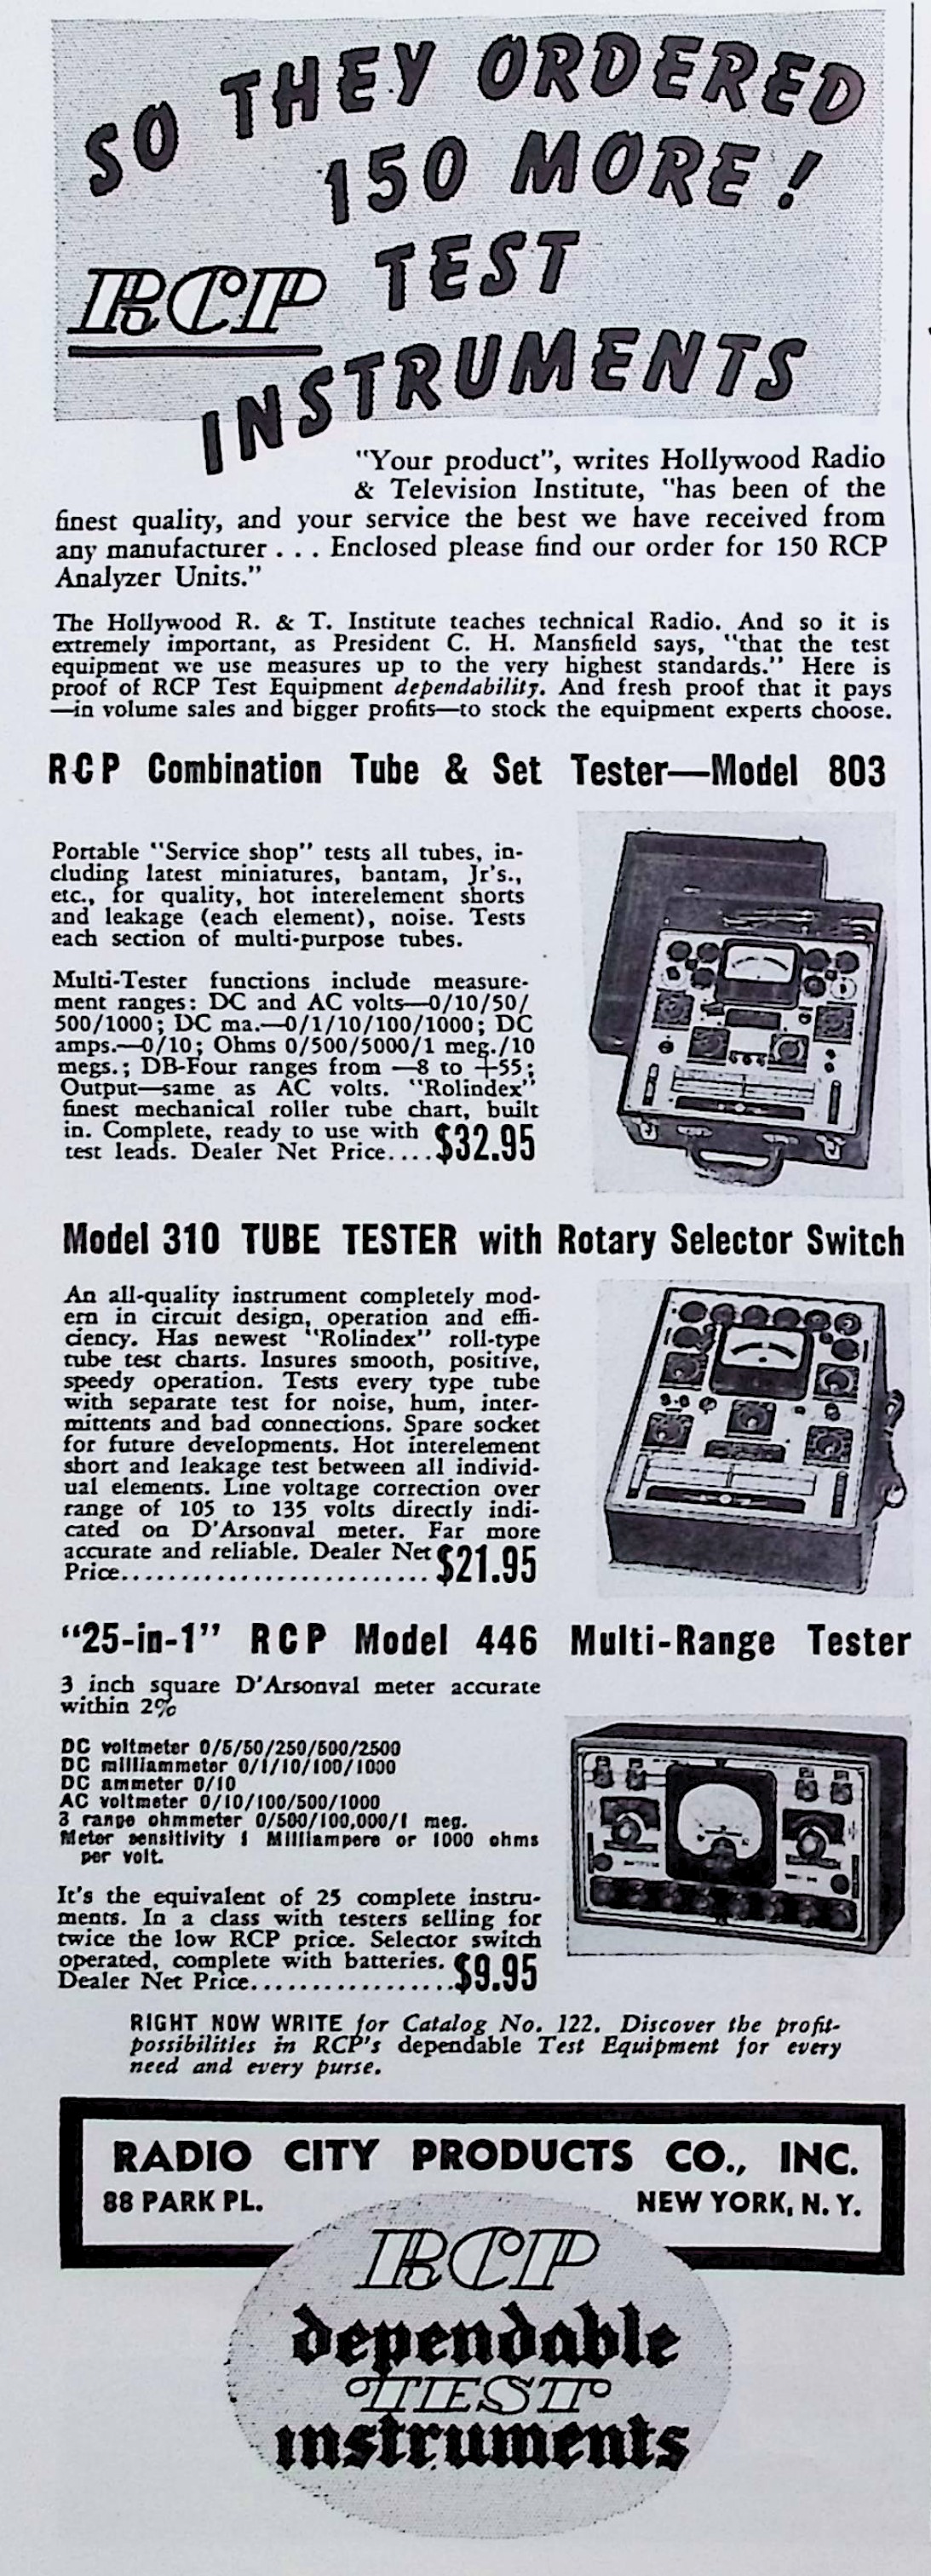 SO THEY ORDERED
150 MORE!
RCP TEST
INSTRUMENTS
"Your product", writes Hollywood Radio
& Television Institute, "has been of the
finest quality, and your service the best we have received from
any manufacturer . . . Enclosed please find our order for 150 RCP
Analyzer Units."
The Hollywood R. & T. Institute teaches technical Radio. And so it is
extremely important, as President C. H. Mansfield says, "that the test
equipment we use measures up to the very highest standards." Here is
proof of RCP Test Equipment dependability. And fresh proof that it pays
—in volume sales and bigger profits—to stock the equipment experts choose.
RCP Combination Tube & Set Tester—Model 803
Portable "Service shop" tests all tubes, in-
cluding latest miniatures, bantam, Jr's.,
etc., for quality, hot interelement shorts
and leakage (each element), noise. Tests
each section of multi-purpose tubes.
Multi-Tester functions include measure-
ment ranges: DC and AC volts—0/10/50/
500/1000; DC ma.—0/1/10/100/1000; DC
amps.—0/10; Ohms 0/500/5000/1 meg./10
megs.; DB-Four ranges from —8 to +55;
Output—same as AC volts. "Rolindex"
finest mechanical roller tube chart, built
in. Complete, ready to use with
test leads. Dealer Net Price.... $32.95
Model 310 TUBE TESTER with Rotary Selector Switch
An all-quality instrument completely mod-
ern in circuit design, operation and effi-
ciency. Has newest "Rolindex" roll-type
tube test charts. Insures smooth, positive,
speedy operation. Tests every type tube
with separate test for noise, hum, inter-
mittents and bad connections. Spare socket
for future developments. Hot interelement
short and leakage test between all individ-
ual elements. Line voltage correction over
range of 105 to 135 volts directly indi-
cated on D'Arsonval meter. Far more
accurate and reliable. Dealer Net
Price.......................... $21.95
"25-in-1" RCP Model 446 Multi-Range Tester
3 inch square D'Arsonval meter accurate
within 2%
DC voltmeter 0/5/50/250/500/2500
DC milliammeter 0/1/10/100/1000
DC ammeter 0/10
AC voltmeter 0/10/100/500/1000
3 range ohmmeter 0/500/100,000/1 meg.
Meter sensitivity 1 Milliampere or 1000 ohms
per volt.
It's the equivalent of 25 complete instru-
ments. In a class with testers selling for
twice the low RCP price. Selector switch
operated, complete with batteries.
Dealer Net Price................. $9.95
RIGHT NOW WRITE for Catalog No. 122. Discover the profit-
possibilities in RCP's dependable Test Equipment for every
need and every purse.
RADIO CITY PRODUCTS CO., INC.
88 PARK PL. NEW YORK, N. Y.
RCP
dependable
TEST
instruments